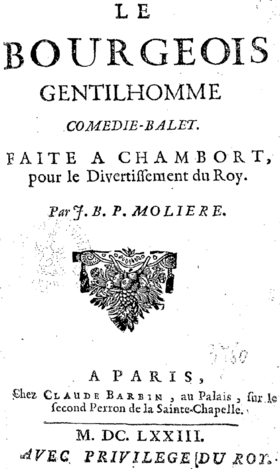 LE
BOURGEOIS
GENTILHOMME
COMEDIE-BALET.
FAITE A CHAMBORT,
pour le Divertiſſement du Roy.
Par J. B. P. MOLIERE.
A PARIS,
Chez CLAUDE BARBIN, au Palais, ſur le
ſecond Perron de la Sainte-Chapelle.
M. DC. LXXIII.
AVEC PRIVILEGE DU ROY.